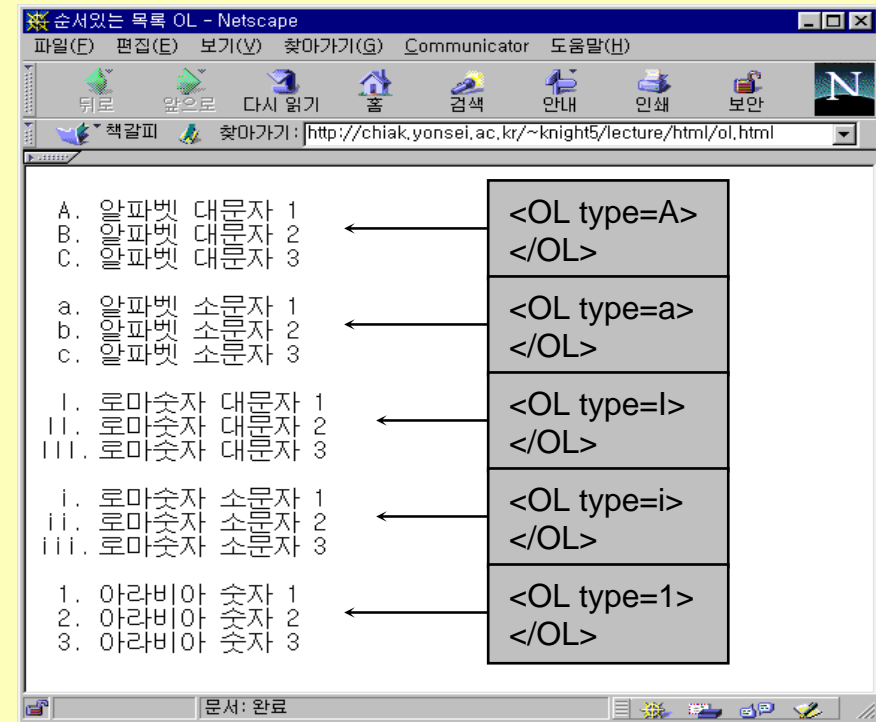 순서있는 목록 OL - Netscape
파일(F) 편집(E) 보기(V) 찾아가기(G) Communicator 도움말(H)
뒤로 앞으로 다시 읽기 홈 검색 안내 인쇄 보안
N
책갈피 찾아가기: http://chiak.yonsei.ac.kr/~knight5/lecture/html/ol.html
A. 알파벳 대문자 1
B. 알파벳 대문자 2
C. 알파벳 대문자 3
<OL type=A>
</OL>
a. 알파벳 소문자 1
b. 알파벳 소문자 2
c. 알파벳 소문자 3
<OL type=a>
</OL>
I. 로마숫자 대문자 1
II. 로마숫자 대문자 2
III. 로마숫자 대문자 3
<OL type=I>
</OL>
i. 로마숫자 소문자 1
ii. 로마숫자 소문자 2
iii. 로마숫자 소문자 3
<OL type=i>
</OL>
1. 아라비아 숫자 1
2. 아라비아 숫자 2
3. 아라비아 숫자 3
<OL type=1>
</OL>
문서: 완료